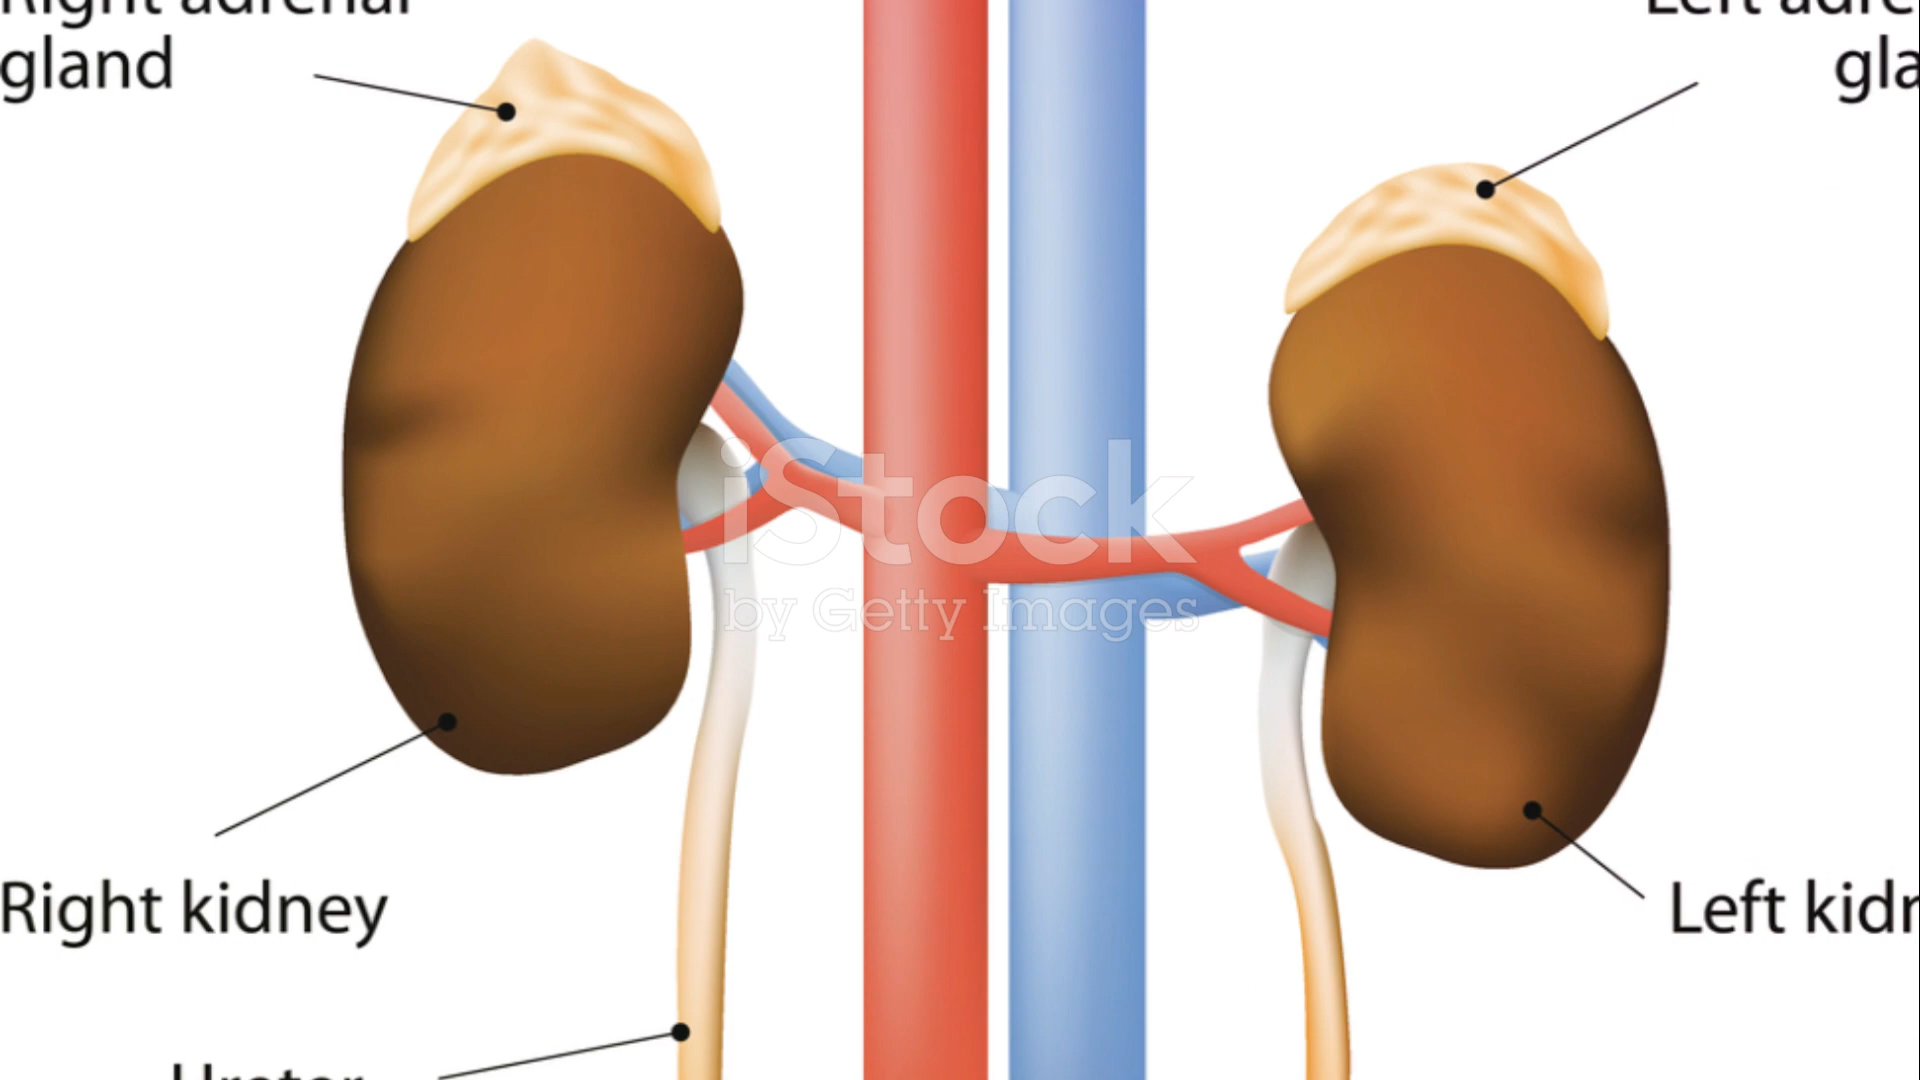 Right adrenal
gland
Left adre
gla
iStock
by Getty Images
Right kidney
Left kidn
Ureter